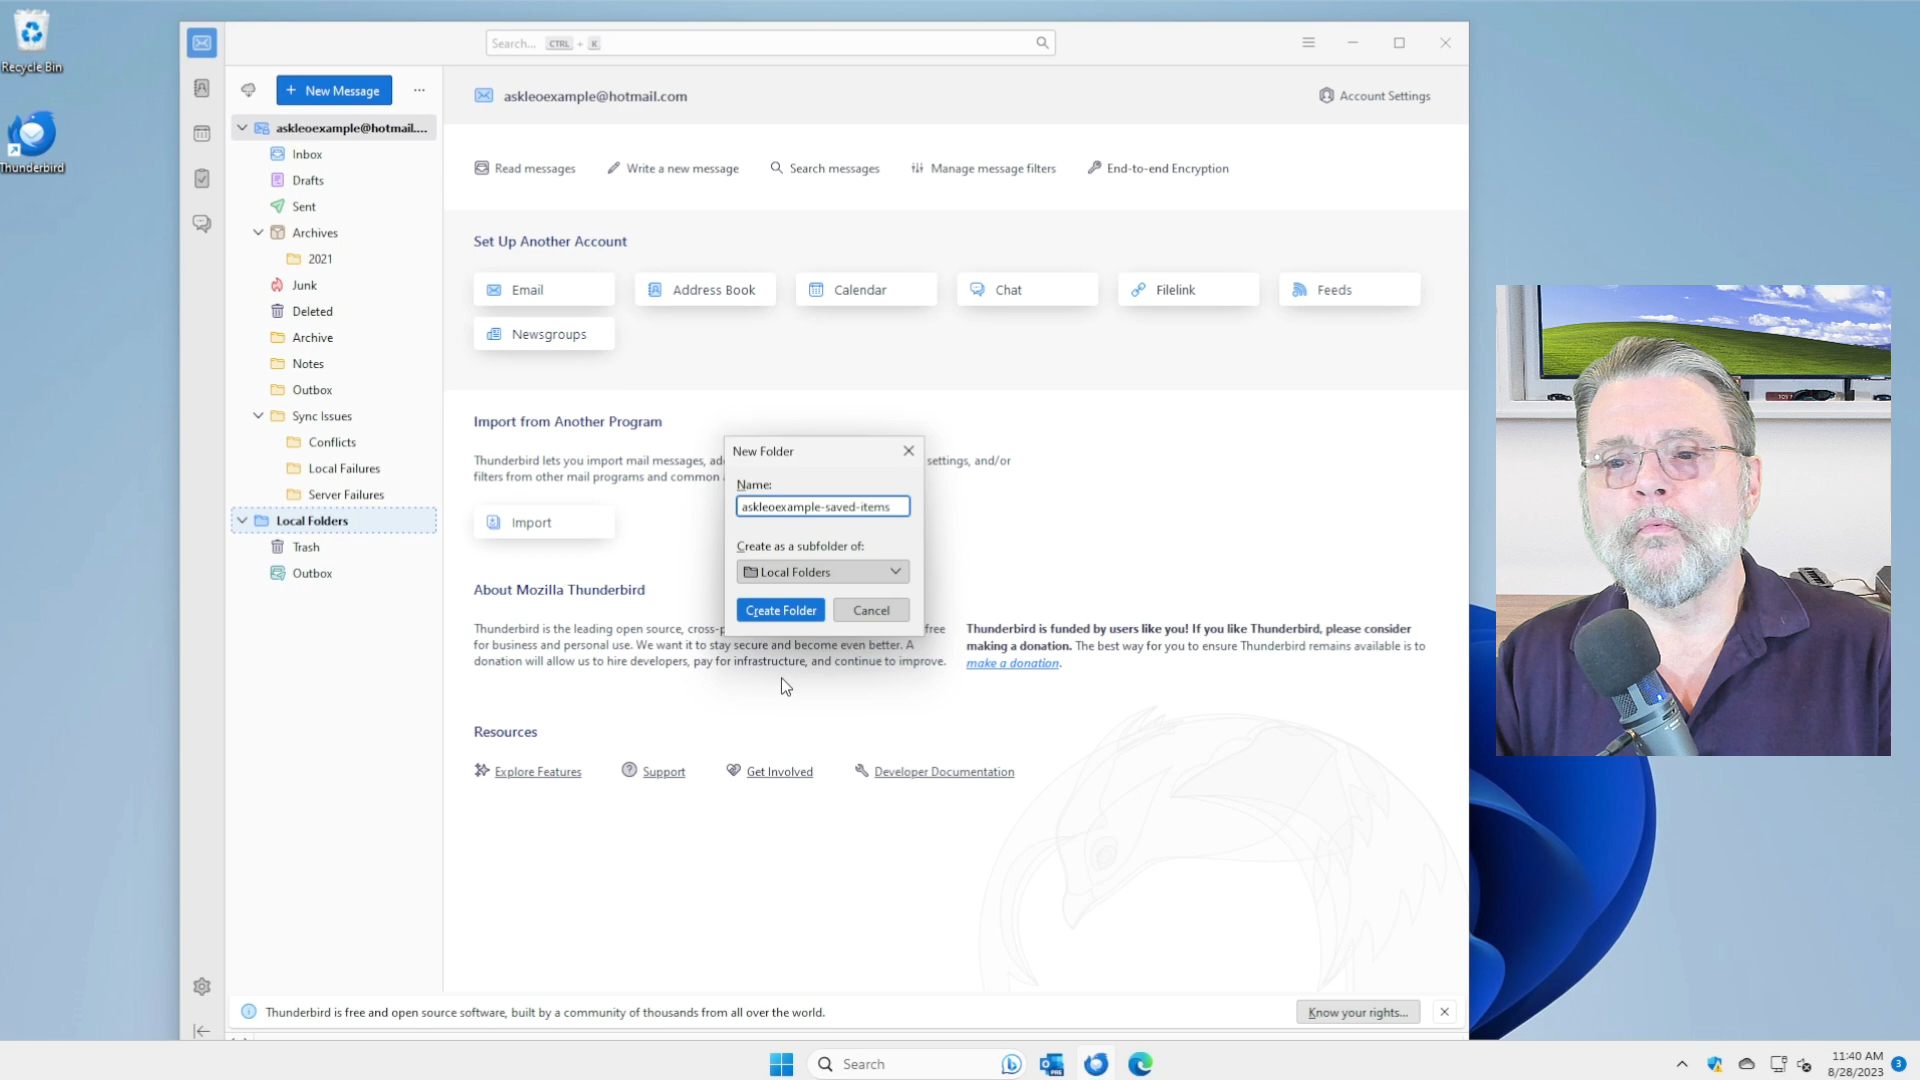 Recycle Bin
Thunderbird
Search... CTRL + K
New Message
askleoexample@hotmail....
Inbox
Drafts
Sent
Archives
2021
Junk
Deleted
Archive
Notes
Outbox
Sync Issues
Conflicts
Local Failures
Server Failures
Local Folders
Trash
Outbox
askleoexample@hotmail.com
Account Settings
Read messages
Write a new message
Search messages
Manage message filters
End-to-end Encryption
Set Up Another Account
Email
Address Book
Calendar
Chat
Filelink
Feeds
Newsgroups
Import from Another Program
Thunderbird lets you import mail messages, ad
settings, and/or
filters from other mail programs and common
Import
New Folder
Name:
askleoexample-saved-items
Create as a subfolder of:
Local Folders
Create Folder
Cancel
About Mozilla Thunderbird
Thunderbird is the leading open source, cross-p
free
for business and personal use. We want it to stay secure and become even better. A
donation will allow us to hire developers, pay for infrastructure, and continue to improve.
Thunderbird is funded by users like you! If you like Thunderbird, please consider
making a donation. The best way for you to ensure Thunderbird remains available is to
make a donation.
Resources
Explore Features
Support
Get Involved
Developer Documentation
Thunderbird is free and open source software, built by a community of thousands from all over the world.
Know your rights...
Search
PRE
11:40 AM
8/28/2023
3